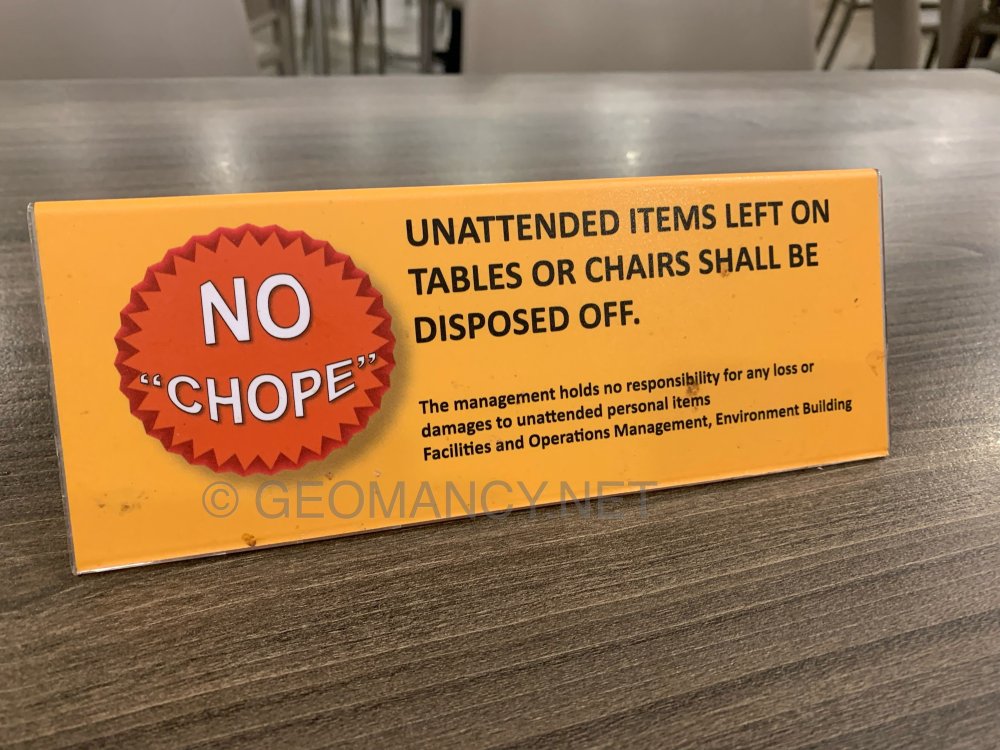 NO
“CHOPE”
UNATTENDED ITEMS LEFT ON
TABLES OR CHAIRS SHALL BE
DISPOSED OFF.
The management holds no responsibility for any loss or
damages to unattended personal items
Facilities and Operations Management, Environment Building
© GEOMANCY.NET